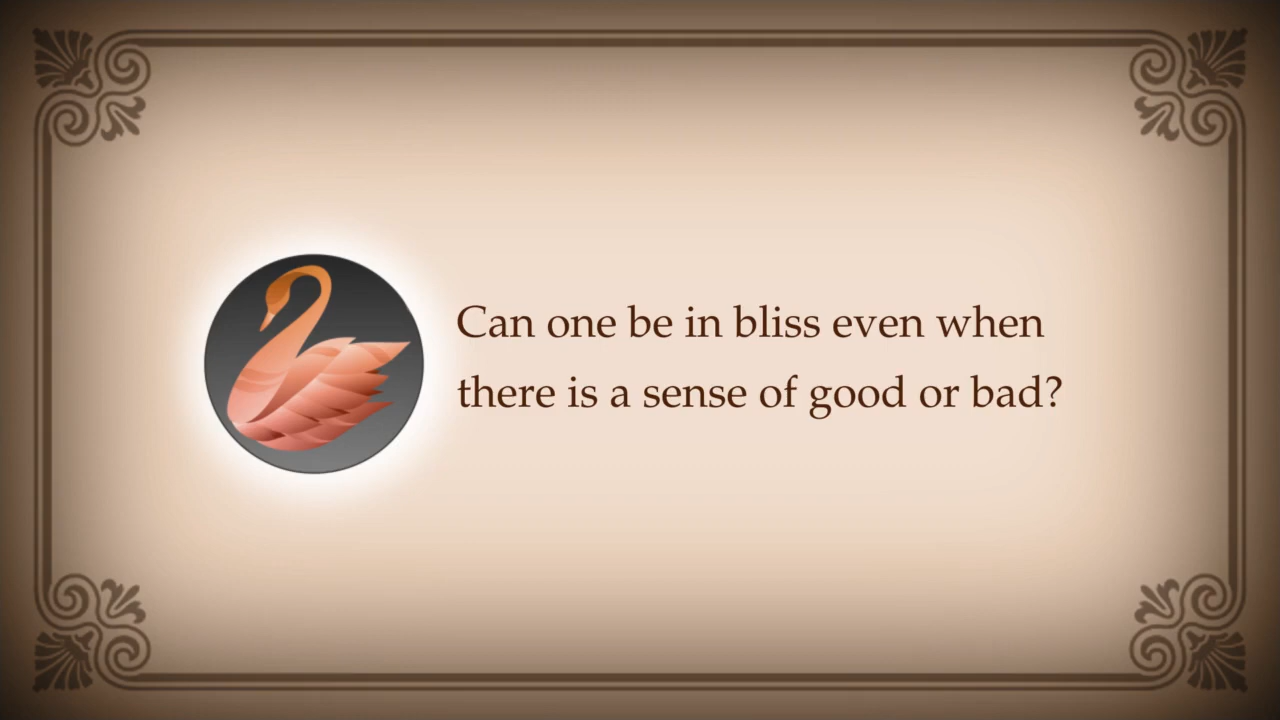 Can one be in bliss even when
there is a sense of good or bad?